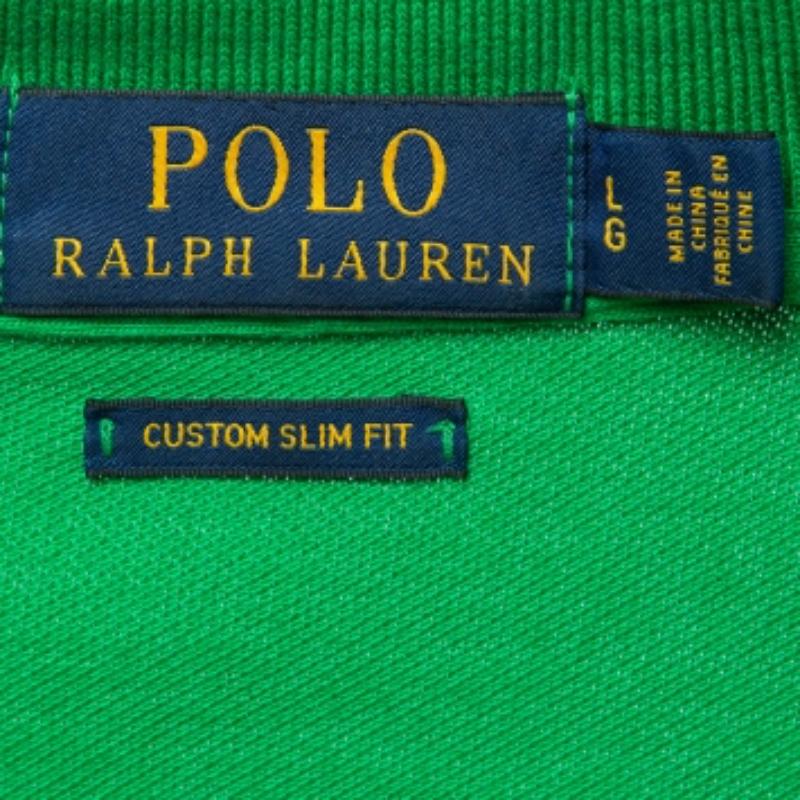 POLO
RALPH LAUREN
L
G
MADE IN
CHINA
FABRIQUÉ EN
CHINE
CUSTOM SLIM FIT